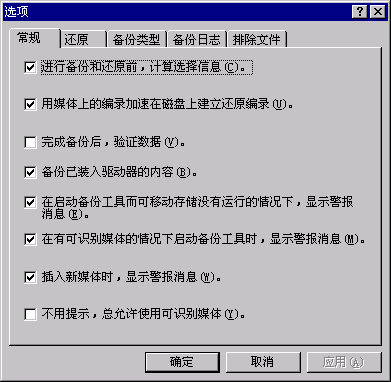 选项
常规 还原 备份类型 备份日志 排除文件
进行备份和还原前，计算选择信息(C)。
用媒体上的编录加速在磁盘上建立还原编录(U)。
完成备份后，验证数据(V)。
备份已装入驱动器的内容(B)。
在启动备份工具而可移动存储没有运行的情况下，显示警报
消息(E)。
在有可识别媒体的情况下启动备份工具时，显示警报消息(M)。
插入新媒体时，显示警报消息(W)。
不用提示，总允许使用可识别媒体(Y)。
确定 取消 应用(A)